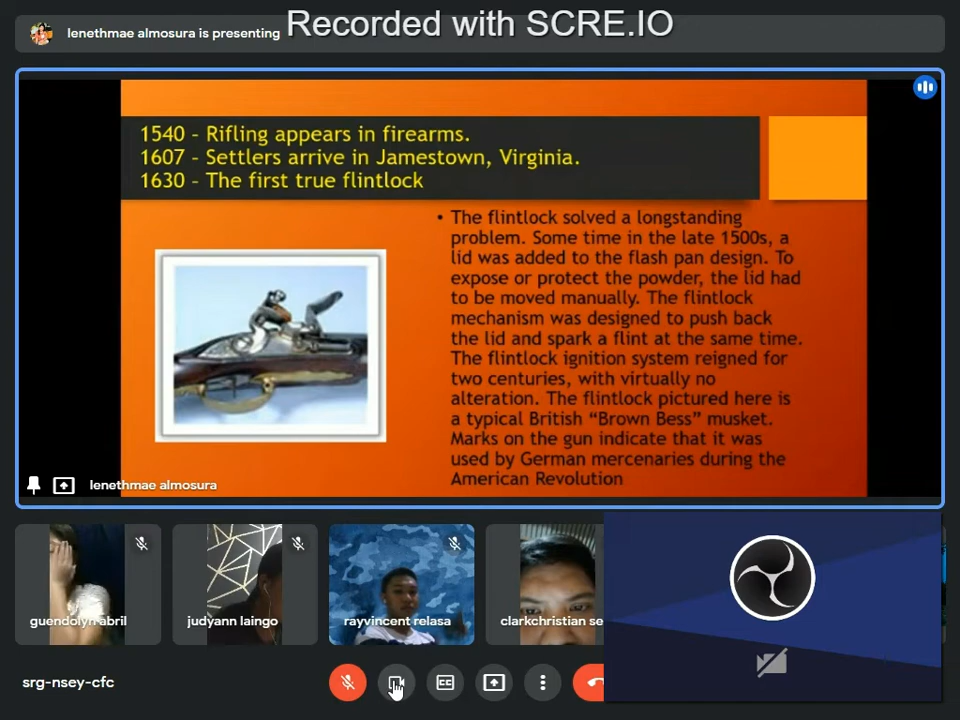 Recorded with SCRE.IO
lenethmae almosura is presenting
1540 - Rifling appears in firearms.
1607 - Settlers arrive in Jamestown, Virginia.
1630 - The first true flintlock
• The flintlock solved a longstanding
problem. Some time in the late 1500s, a
lid was added to the flash pan design. To
expose or protect the powder, the lid had
to be moved manually. The flintlock
mechanism was designed to push back
the lid and spark a flint at the same time.
The flintlock ignition system reigned for
two centuries, with virtually no
alteration. The flintlock pictured here is
a typical British “Brown Bess” musket.
Marks on the gun indicate that it was
used by German mercenaries during the
American Revolution
lenethmae almosura
guendolyn abril
judyann laingo
rayvincent relasa
clarkchristian se
srg-nsey-cfc
CC